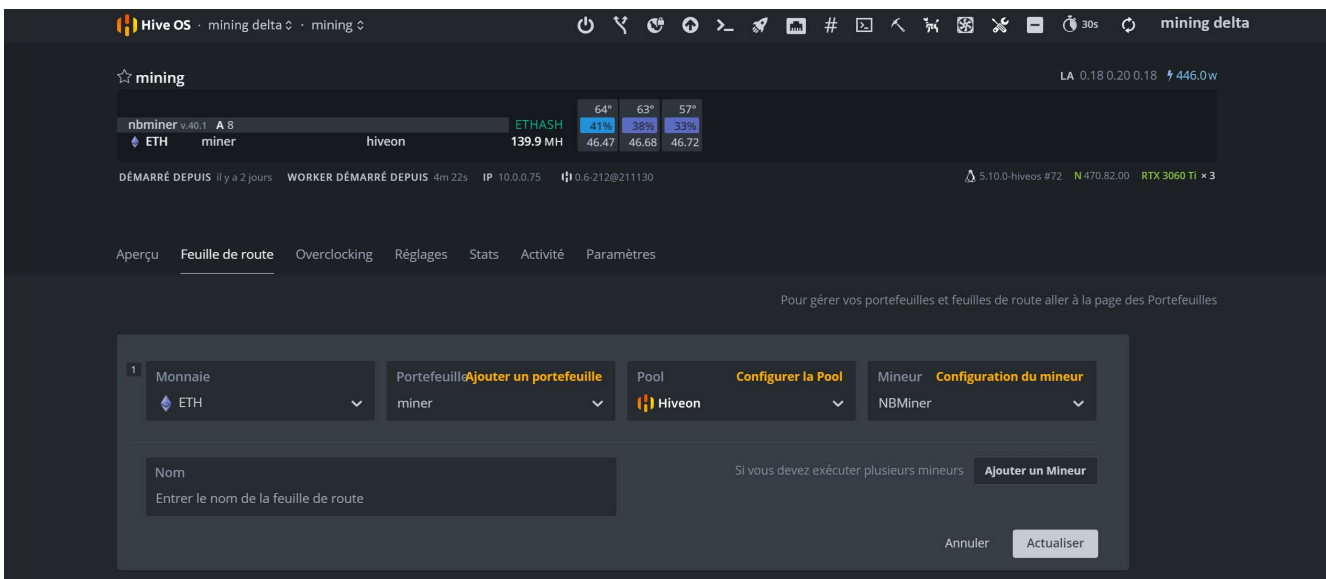 Hive OS · mining delta · mining # 30s mining delta
mining LA 0.18 0.20 0.18 446.0 w
64° 63° 57°
nbminer v.40.1 A 8 ETHASH 41% 38% 33%
ETH miner hiveon 139.9 MH 46.47 46.68 46.72
DÉMARRÉ DEPUIS il y a 2 jours WORKER DÉMARRÉ DEPUIS 4m 22s IP 10.0.0.75 0.6-212@211130 5.10.0-hiveos #72 N 470.82.00 RTX 3060 Ti × 3
Aperçu Feuille de route Overclocking Réglages Stats Activité Paramètres
Pour gérer vos portefeuilles et feuilles de route aller à la page des Portefeuilles
1 Monnaie Portefeuille Ajouter un portefeuille Pool Configurer la Pool Mineur Configuration du mineur
ETH miner Hiveon NBMiner
Nom Si vous devez exécuter plusieurs mineurs Ajouter un Mineur
Entrer le nom de la feuille de route
Annuler Actualiser